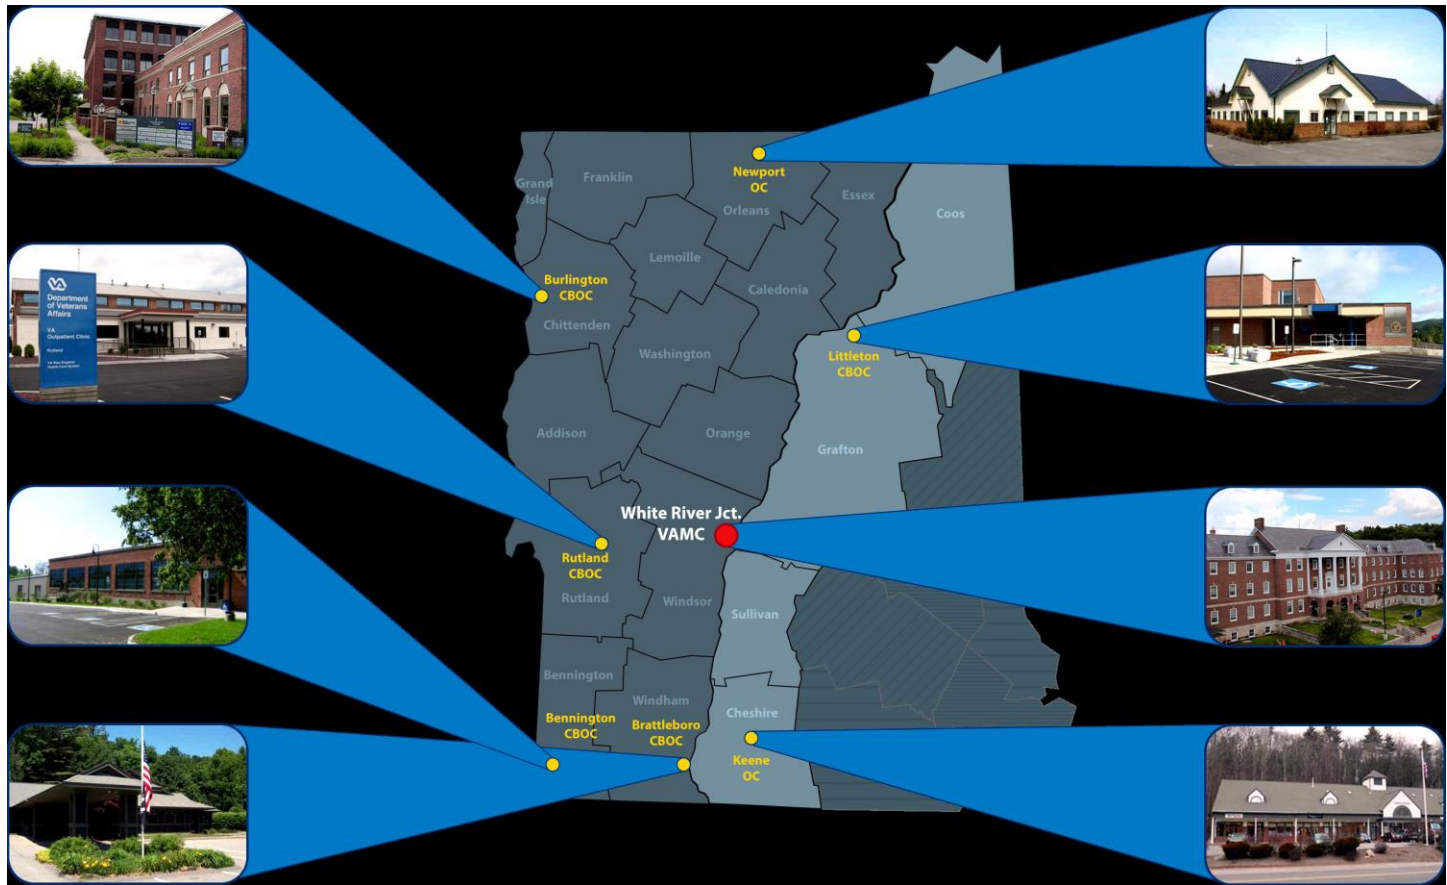 Newport
OC
Grand
Isle
Franklin
Orleans
Essex
Coos
Lemoille
Burlington
CBOC
Chittenden
Caledonia
Washington
Littleton
CBOC
Addison
Orange
Grafton
White River Jct.
VAMC
Rutland
CBOC
Rutland
Windsor
Sullivan
Bennington
Windham
Cheshire
Bennington
CBOC
Brattleboro
CBOC
Keene
OC
VA
Department
of Veterans
Affairs
VA
Outpatient Clinic
Rutland